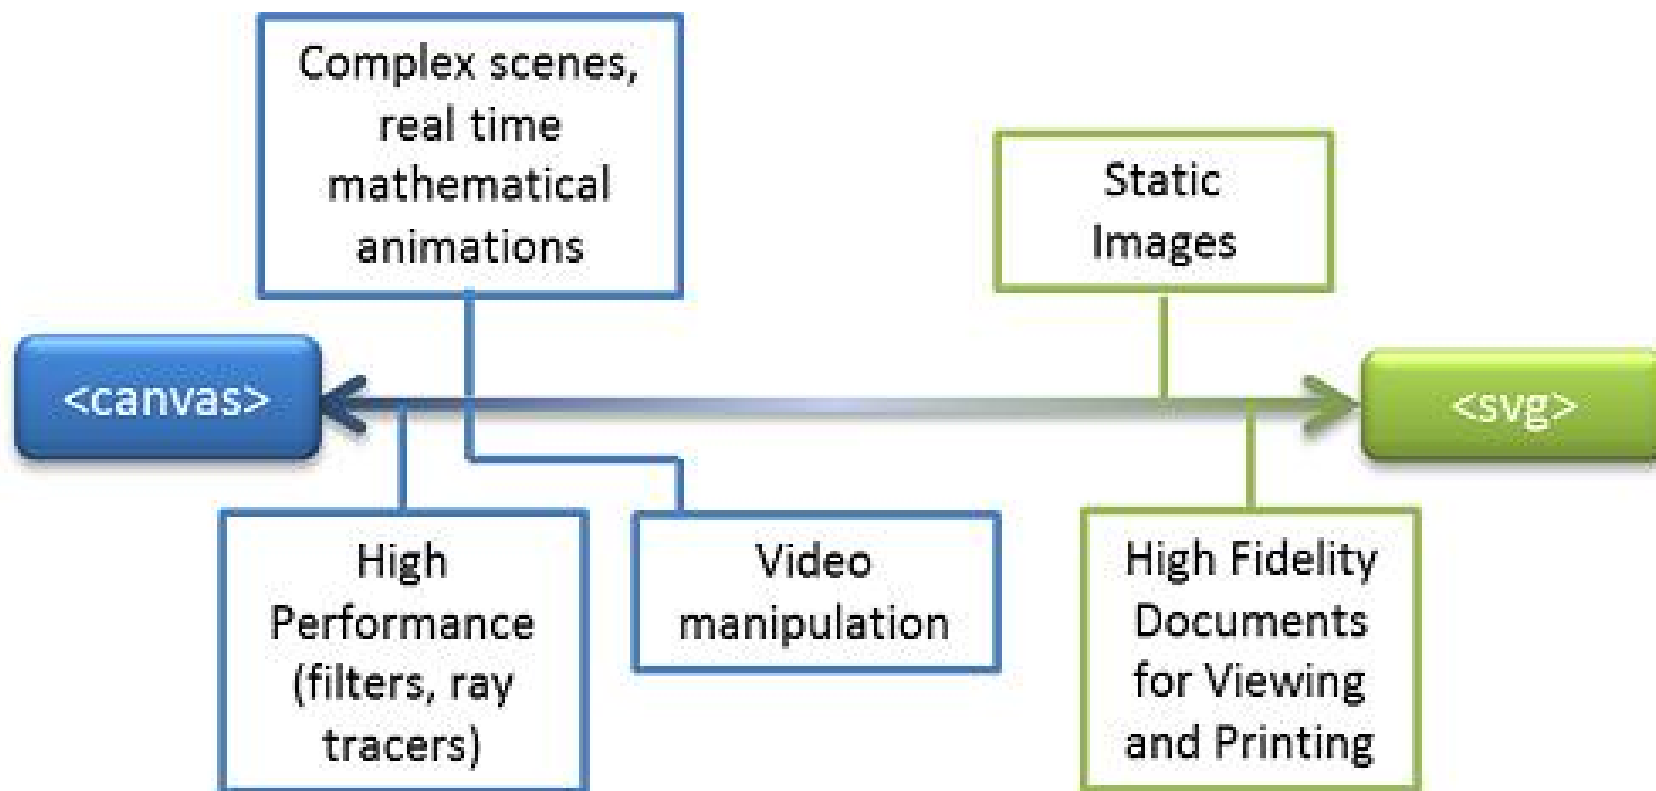 Complex scenes,
real time
mathematical
animations
Static
Images
<canvas>
<svg>
High
Performance
(filters, ray
tracers)
Video
manipulation
High Fidelity
Documents
for Viewing
and Printing